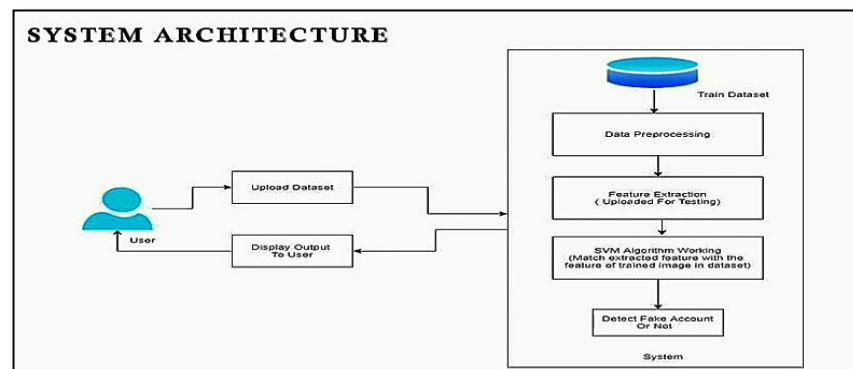 SYSTEM ARCHITECTURE
Train Dataset
Data Preprocessing
Feature Extraction
( Uploaded For Testing)
SVM Algorithm Working
(Match extracted feature with the
feature of trained image in dataset)
Detect Fake Account
Or Not
System
Upload Dataset
User
Display Output
To User